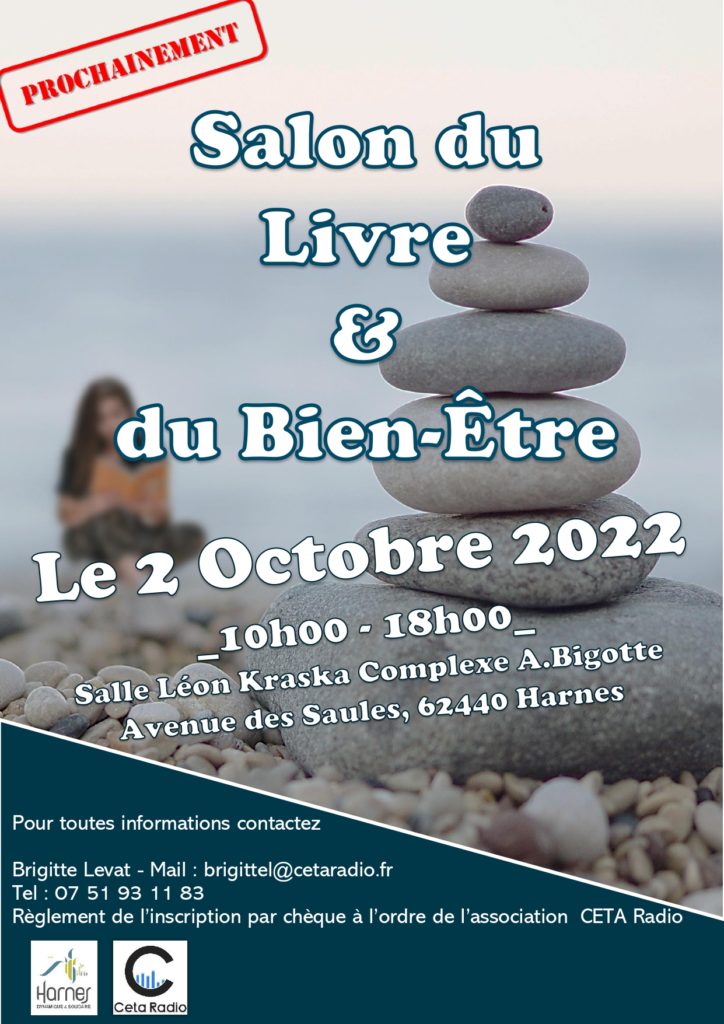 PROCHAINEMENT
Salon du
Livre
&
du Bien-Être
Le 2 Octobre 2022
_10h00 - 18h00_
Salle Léon Kraska Complexe A.Bigotte
Avenue des Saules, 62440 Harnes
Pour toutes informations contactez
Brigitte Levat - Mail : brigittel@cetaradio.fr
Tel : 07 51 93 11 83
Règlement de l'inscription par chèque à l'ordre de l'association CETA Radio
Harnes
DYNAMIQUE & SOLIDAIRE
Ceta Radio